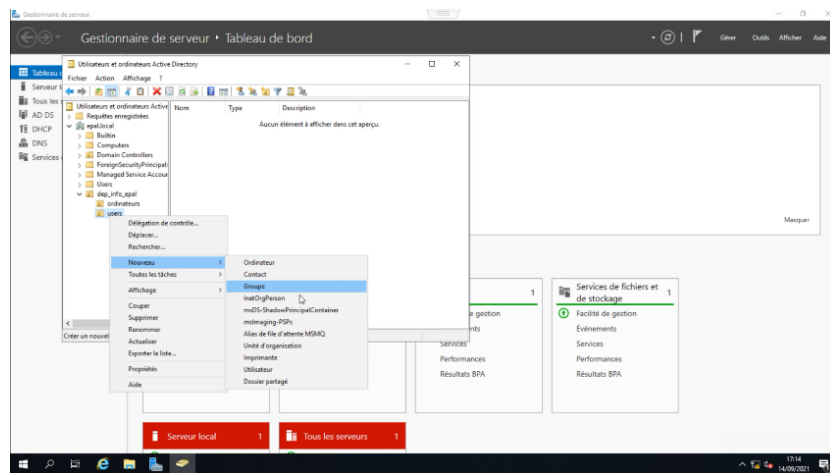 Gestionnaire de serveur
Gestionnaire de serveur • Tableau de bord
Gérer Outils Afficher Aide
Utilisateurs et ordinateurs Active Directory
Fichier Action Affichage ?
Tableau
Serveur l
Tous les
AD DS
DHCP
DNS
Services
Utilisateurs et ordinateurs Active
Requêtes enregistrées
epal.local
Builtin
Computers
Domain Controllers
ForeignSecurityPrincipals
Managed Service Accour
Users
dep_info_epal
ordinateurs
users
Nom Type Description
Aucun élément à afficher dans cet aperçu.
Créer un nouvel
Délégation de contrôle...
Déplacer...
Rechercher...
Nouveau
Toutes les tâches
Affichage
Couper
Supprimer
Renommer
Actualiser
Exporter la liste...
Propriétés
Aide
Ordinateur
Contact
Groupe
InetOrgPerson
msDS-ShadowPrincipalContainer
msImaging-PSPs
Alias de file d'attente MSMQ
Unité d'organisation
Imprimante
Utilisateur
Dossier partagé
Masquer
1
e gestion
nts
Services
Performances
Résultats BPA
Services de fichiers et
de stockage
1
Facilité de gestion
Événements
Services
Performances
Résultats BPA
Serveur local 1
Tous les serveurs 1
17:14
14/09/2021